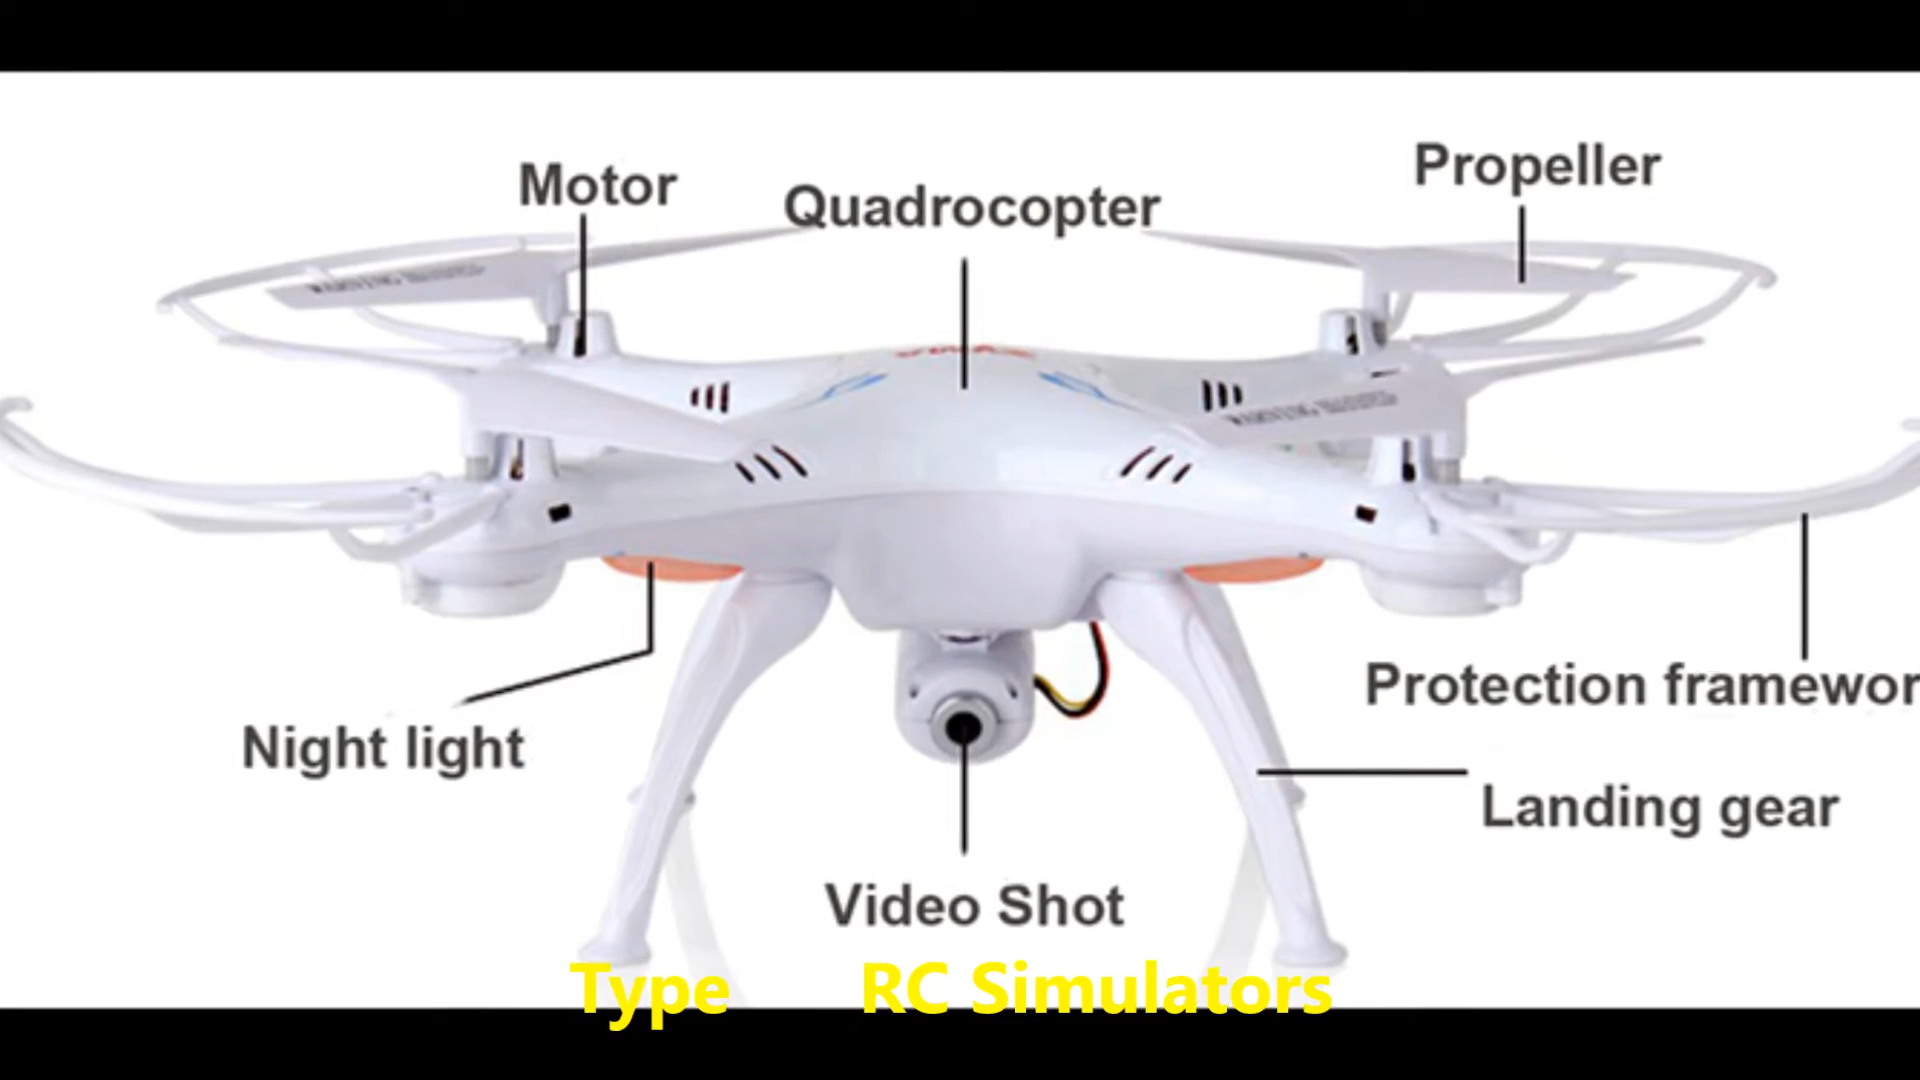 Propeller
Motor
Quadrocopter
Protection framewor
Night light
Landing gear
Video Shot
Type RC Simulators